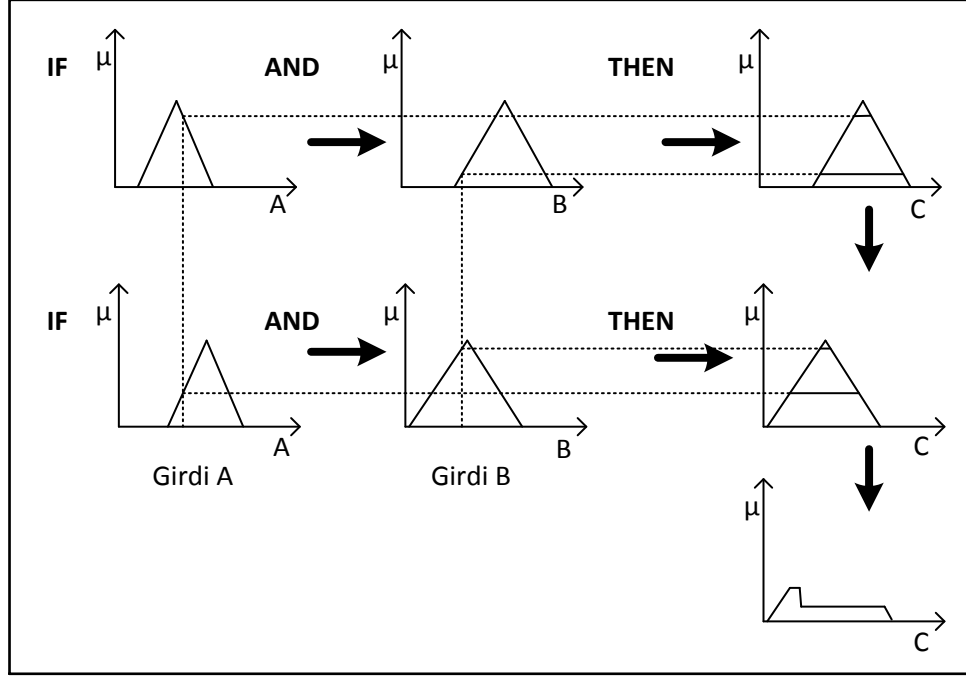 IF μ AND μ THEN μ
A B C
IF μ AND μ THEN μ
A B C
Girdi A Girdi B
μ
C